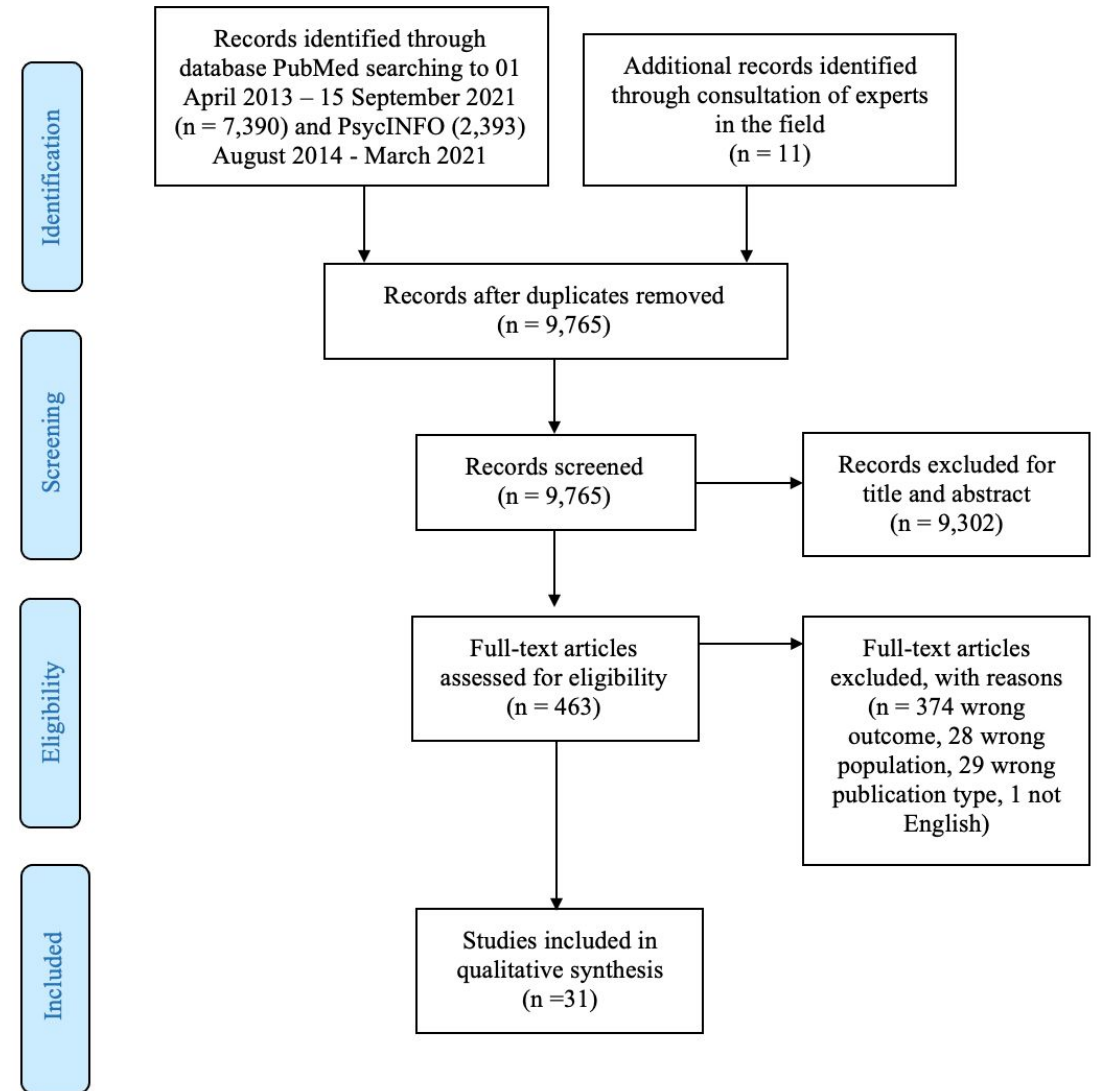 Identification
Records identified through
database PubMed searching to 01
April 2013 – 15 September 2021
(n = 7,390) and PsycINFO (2,393)
August 2014 - March 2021
Additional records identified
through consultation of experts
in the field
(n = 11)
Records after duplicates removed
(n = 9,765)
Screening
Records screened
(n = 9,765)
Records excluded for
title and abstract
(n = 9,302)
Eligibility
Full-text articles
assessed for eligibility
(n = 463)
Full-text articles
excluded, with reasons
(n = 374 wrong
outcome, 28 wrong
population, 29 wrong
publication type, 1 not
English)
Included
Studies included in
qualitative synthesis
(n =31)